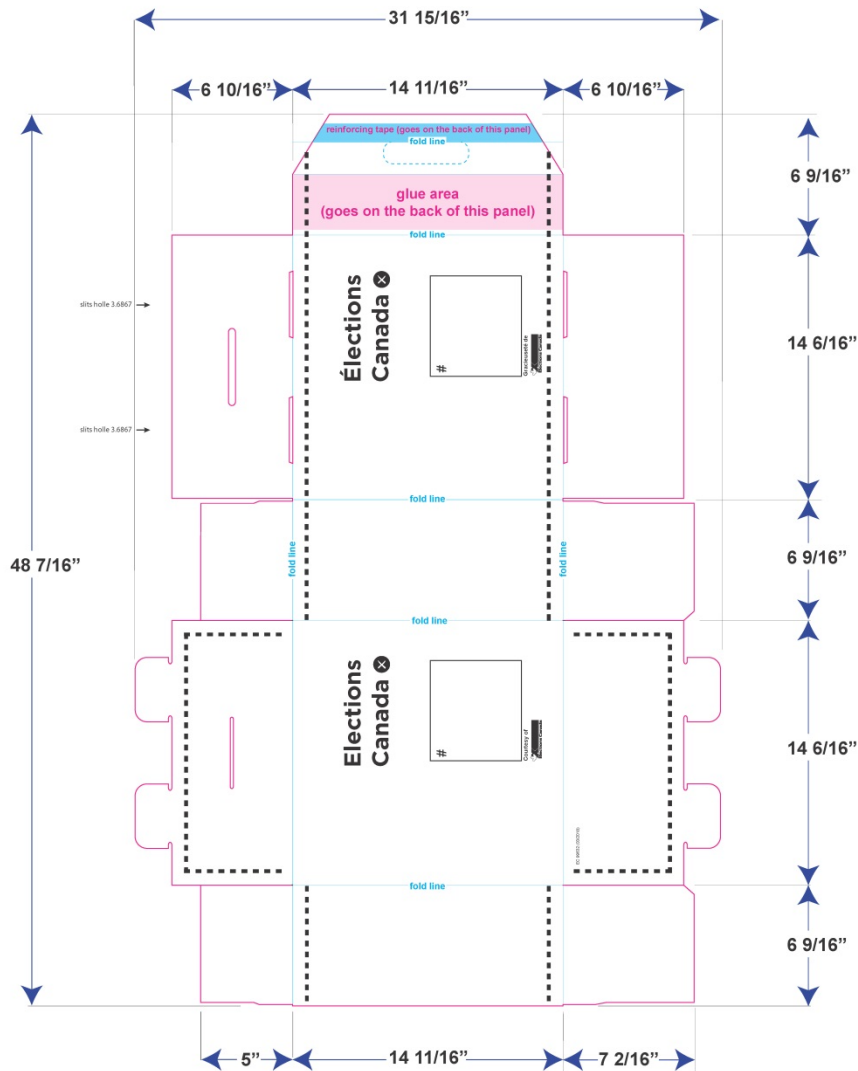 31 15/16”
6 10/16”
14 11/16”
6 10/16”
reinforcing tape (goes on the back of this panel)
fold line
6 9/16”
glue area
(goes on the back of this panel)
fold line
slits holle 3.6867
Élections
Canada
#
Gracieuseté de
14 6/16”
slits holle 3.6867
fold line
48 7/16”
fold line
fold line
6 9/16”
fold line
Elections
Canada
#
Courtesy of
14 6/16”
fold line
6 9/16”
5”
14 11/16”
7 2/16”